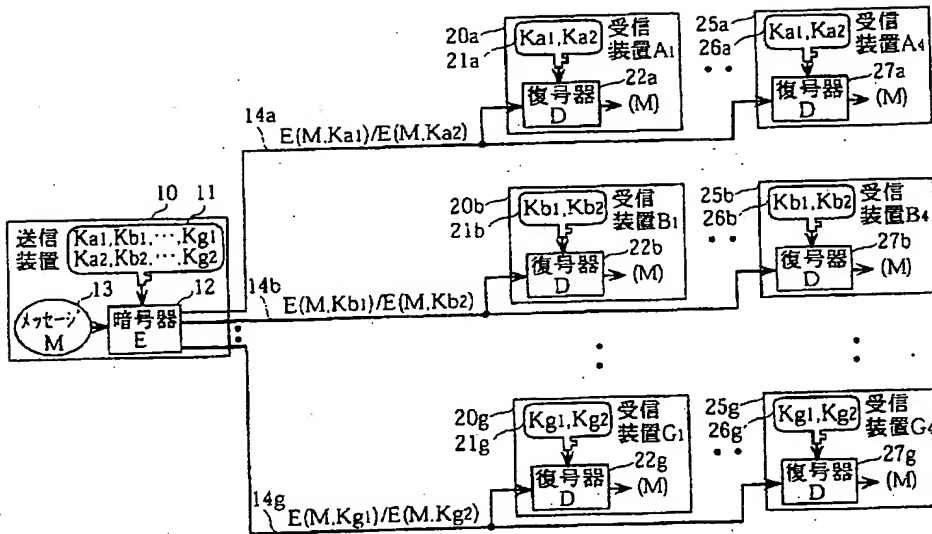 20a
Ka1,Ka2
受信
装置A1
21a
22a
復号器
D
(M)
25a
Ka1,Ka2
受信
装置A4
26a
27a
復号器
D
(M)
14a
E(M.Ka1)/E(M.Ka2)
10
11
送信
装置
Ka1,Kb1,…,Kg1
Ka2,Kb2,…,Kg2
13
12
メッセージ
M
暗号器
E
20b
Kb1,Kb2
受信
装置B1
21b
22b
復号器
D
(M)
25b
Kb1,Kb2
受信
装置B4
26b
27b
復号器
D
(M)
14b
E(M.Kb1)/E(M.Kb2)
20g
Kg1,Kg2
受信
装置G1
21g
22g
復号器
D
(M)
25g
Kg1,Kg2
受信
装置G4
26g
27g
復号器
D
(M)
14g
E(M.Kg1)/E(M.Kg2)